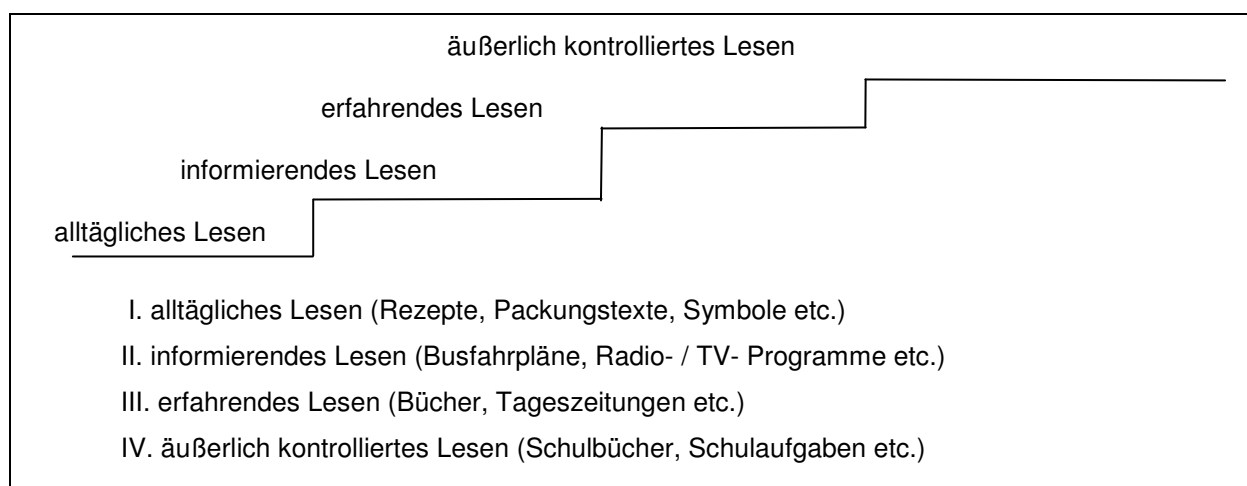 äußerlich kontrolliertes Lesen
erfahrendes Lesen
informierendes Lesen
alltägliches Lesen
I. alltägliches Lesen (Rezepte, Packungstexte, Symbole etc.)
II. informierendes Lesen (Busfahrpläne, Radio- / TV- Programme etc.)
III. erfahrendes Lesen (Bücher, Tageszeitungen etc.)
IV. äußerlich kontrolliertes Lesen (Schulbücher, Schulaufgaben etc.)